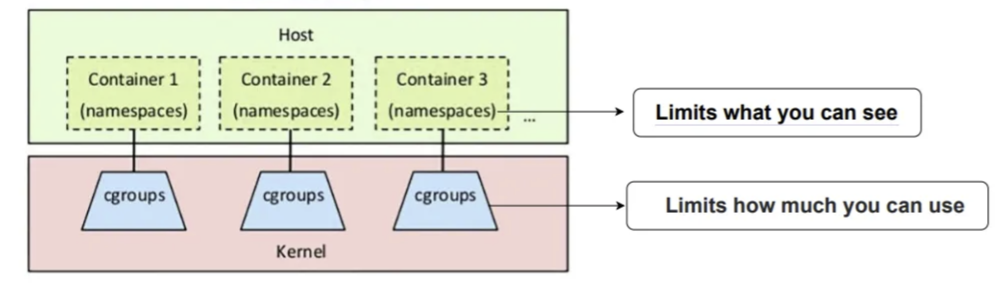 Host
Container 1
(namespaces)
Container 2
(namespaces)
Container 3
(namespaces)
...
Limits what you can see
cgroups
cgroups
cgroups
Limits how much you can use
Kernel